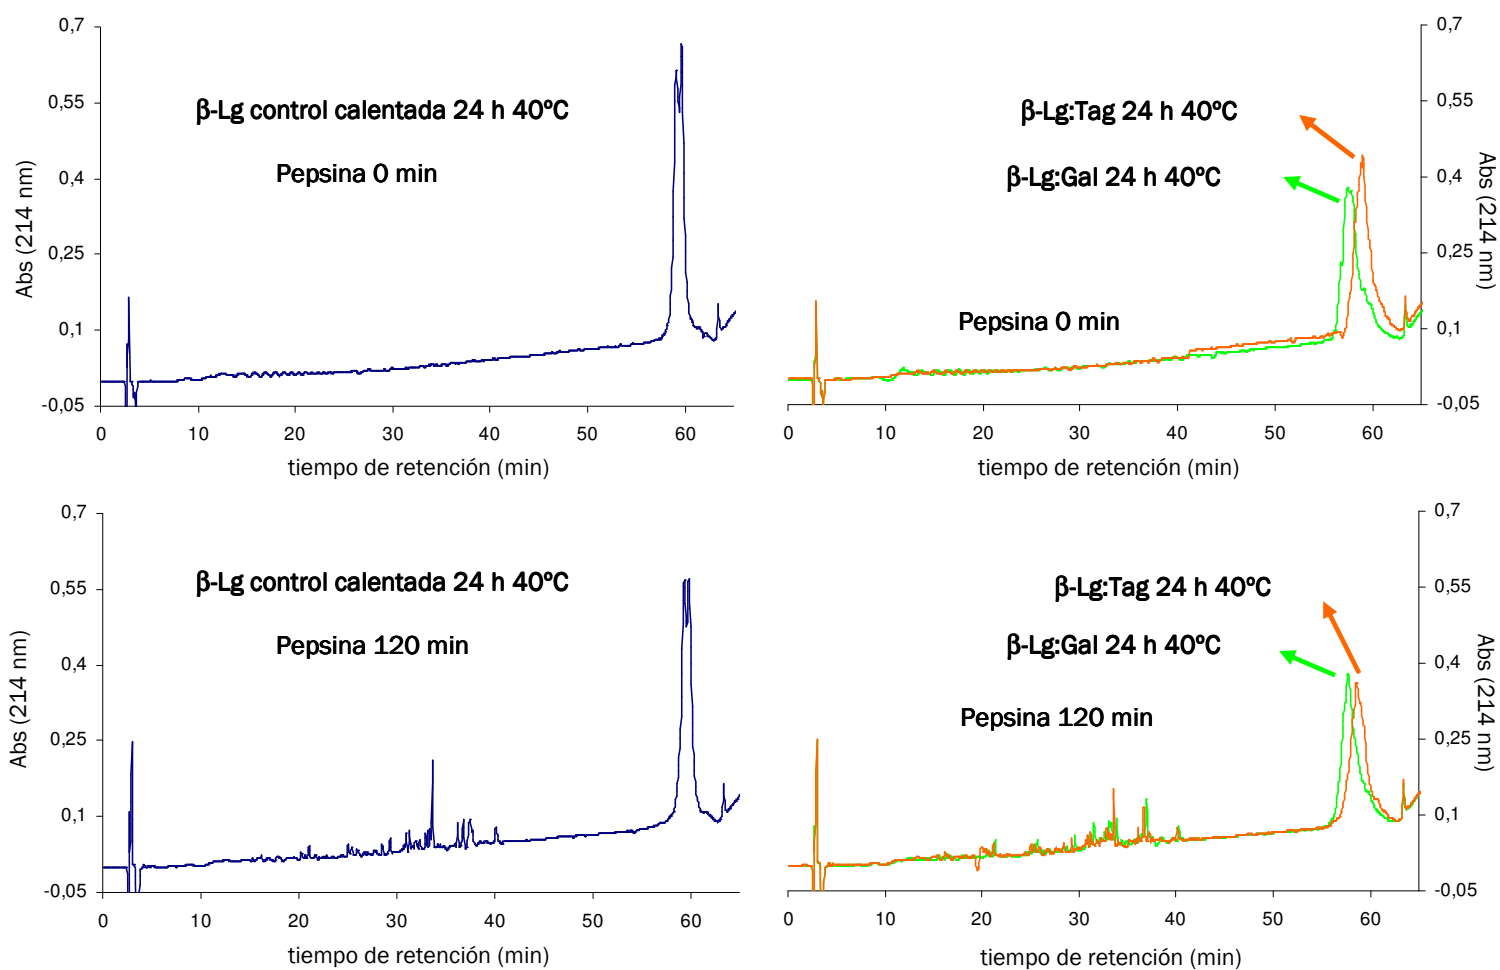 0,7
0,55
0,4
0,25
0,1
-0,05
Abs (214 nm)
β-Lg control calentada 24 h 40ºC
Pepsina 0 min
0 10 20 30 40 50 60
tiempo de retención (min)
β-Lg:Tag 24 h 40ºC
β-Lg:Gal 24 h 40ºC
Pepsina 0 min
0,7
0,55
0,4
0,25
0,1
-0,05
Abs (214 nm)
0 10 20 30 40 50 60
tiempo de retención (min)
0,7
0,55
0,4
0,25
0,1
-0,05
Abs (214 nm)
β-Lg control calentada 24 h 40ºC
Pepsina 120 min
0 10 20 30 40 50 60
tiempo de retención (min)
β-Lg:Tag 24 h 40ºC
β-Lg:Gal 24 h 40ºC
Pepsina 120 min
0,7
0,55
0,4
0,25
0,1
-0,05
Abs (214 nm)
0 10 20 30 40 50 60
tiempo de retención (min)